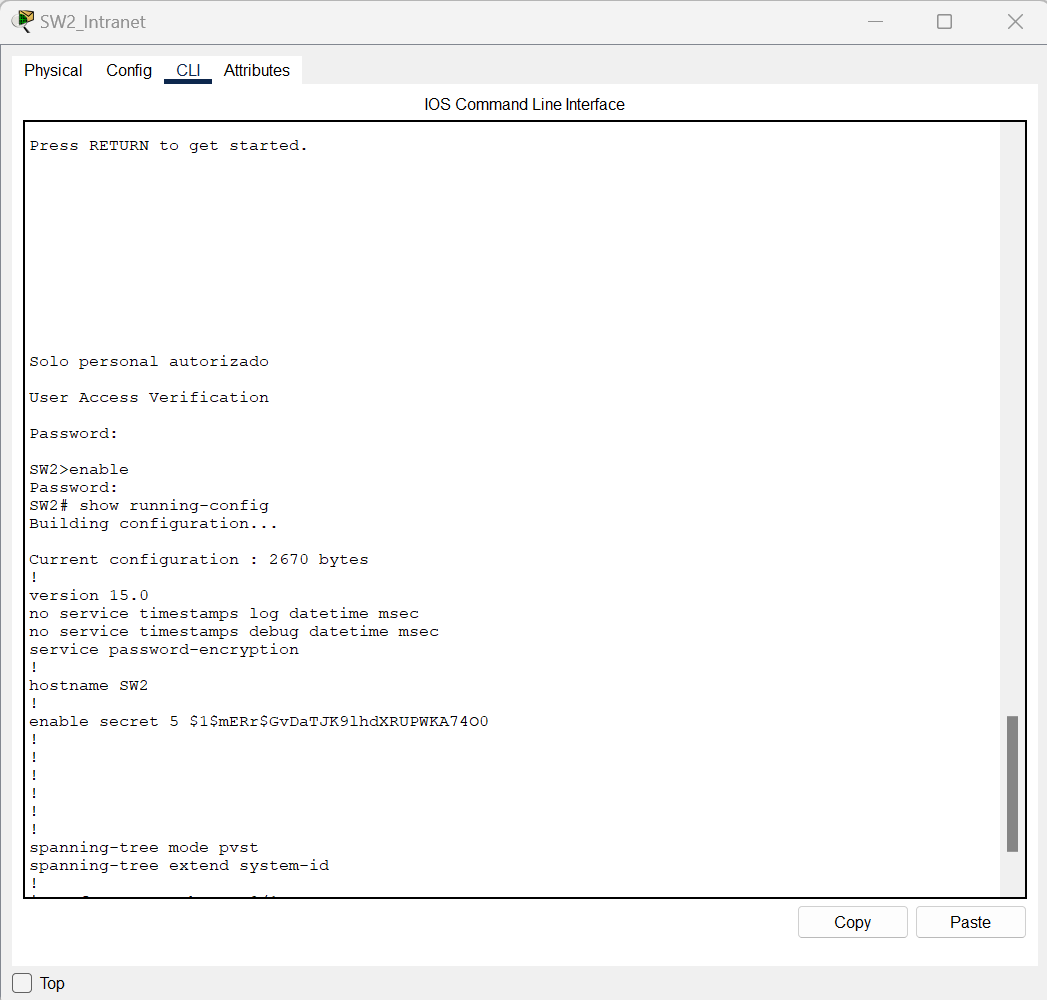 SW2_Intranet
Physical Config CLI Attributes
IOS Command Line Interface
Press RETURN to get started.
Solo personal autorizado
User Access Verification
Password:
SW2>enable
Password:
SW2# show running-config
Building configuration...
Current configuration : 2670 bytes
!
version 15.0
no service timestamps log datetime msec
no service timestamps debug datetime msec
service password-encryption
!
hostname SW2
!
enable secret 5 $1$mERr$GvDaTJK9lhdXRUPWKA74O0
!
!
!
!
!
!
spanning-tree mode pvst
spanning-tree extend system-id
!
Copy Paste
Top